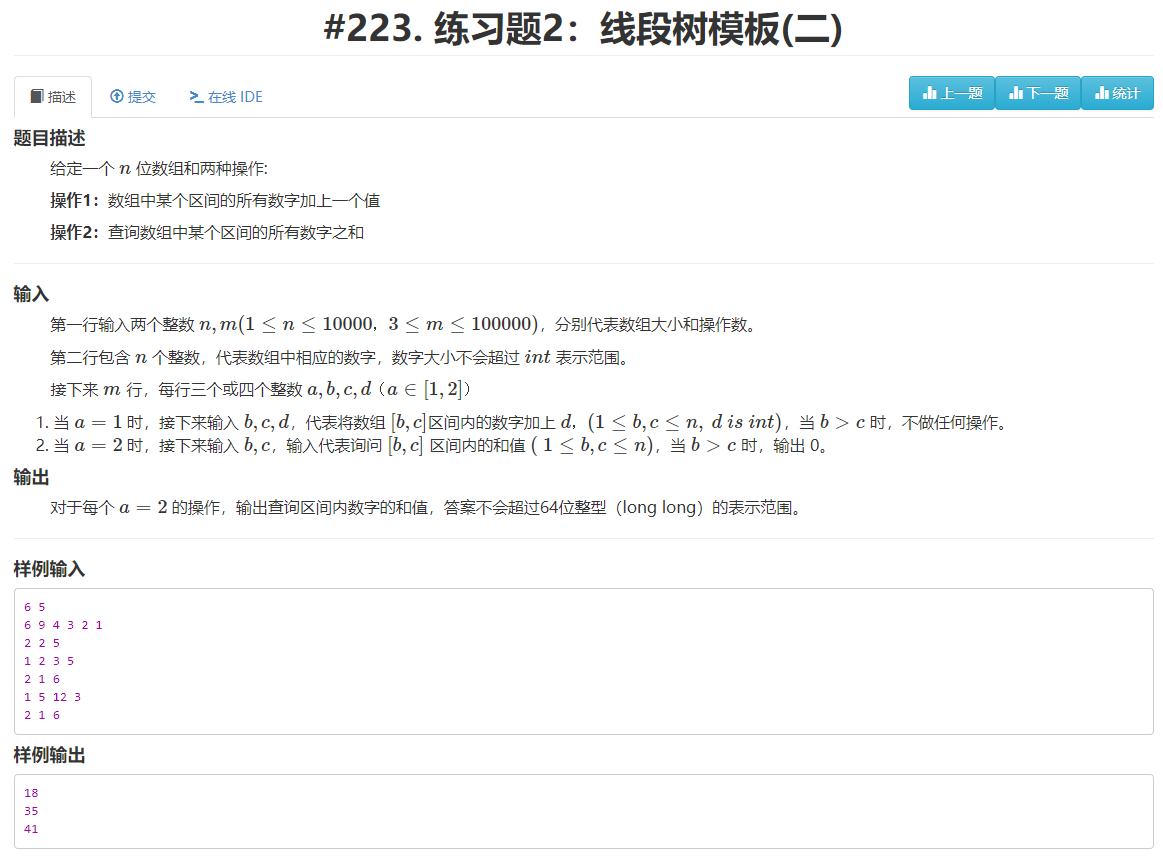 #223. 练习题2：线段树模板(二)
描述 提交 在线 IDE 上一题 下一题 统计
题目描述
给定一个 n 位数组和两种操作:
操作1：数组中某个区间的所有数字加上一个值
操作2：查询数组中某个区间的所有数字之和
输入
第一行输入两个整数 n, m(1 ≤ n ≤ 10000，3 ≤ m ≤ 100000)，分别代表数组大小和操作数。
第二行包含 n 个整数，代表数组中相应的数字，数字大小不会超过 int 表示范围。
接下来 m 行，每行三个或四个整数 a, b, c, d（a ∈ [1, 2]）
1. 当 a = 1 时，接下来输入 b, c, d，代表将数组 [b, c]区间内的数字加上 d，(1 ≤ b, c ≤ n, d is int)，当 b > c 时，不做任何操作。
2. 当 a = 2 时，接下来输入 b, c，输入代表询问 [b, c] 区间内的和值 ( 1 ≤ b, c ≤ n)，当 b > c 时，输出 0。
输出
对于每个 a = 2 的操作，输出查询区间内数字的和值，答案不会超过64位整型（long long）的表示范围。
样例输入
6 5
6 9 4 3 2 1
2 2 5
1 2 3 5
2 1 6
1 5 12 3
2 1 6
样例输出
18
35
41